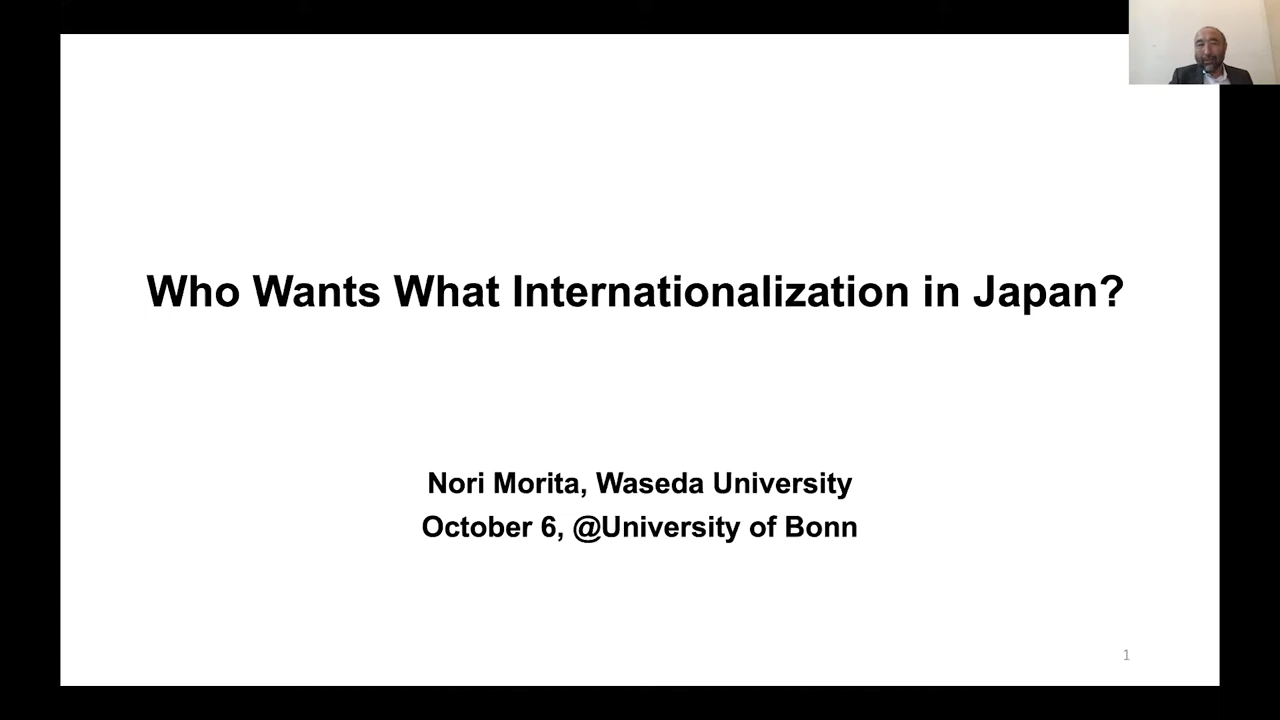 Who Wants What Internationalization in Japan?
Nori Morita, Waseda University
October 6, @University of Bonn
1